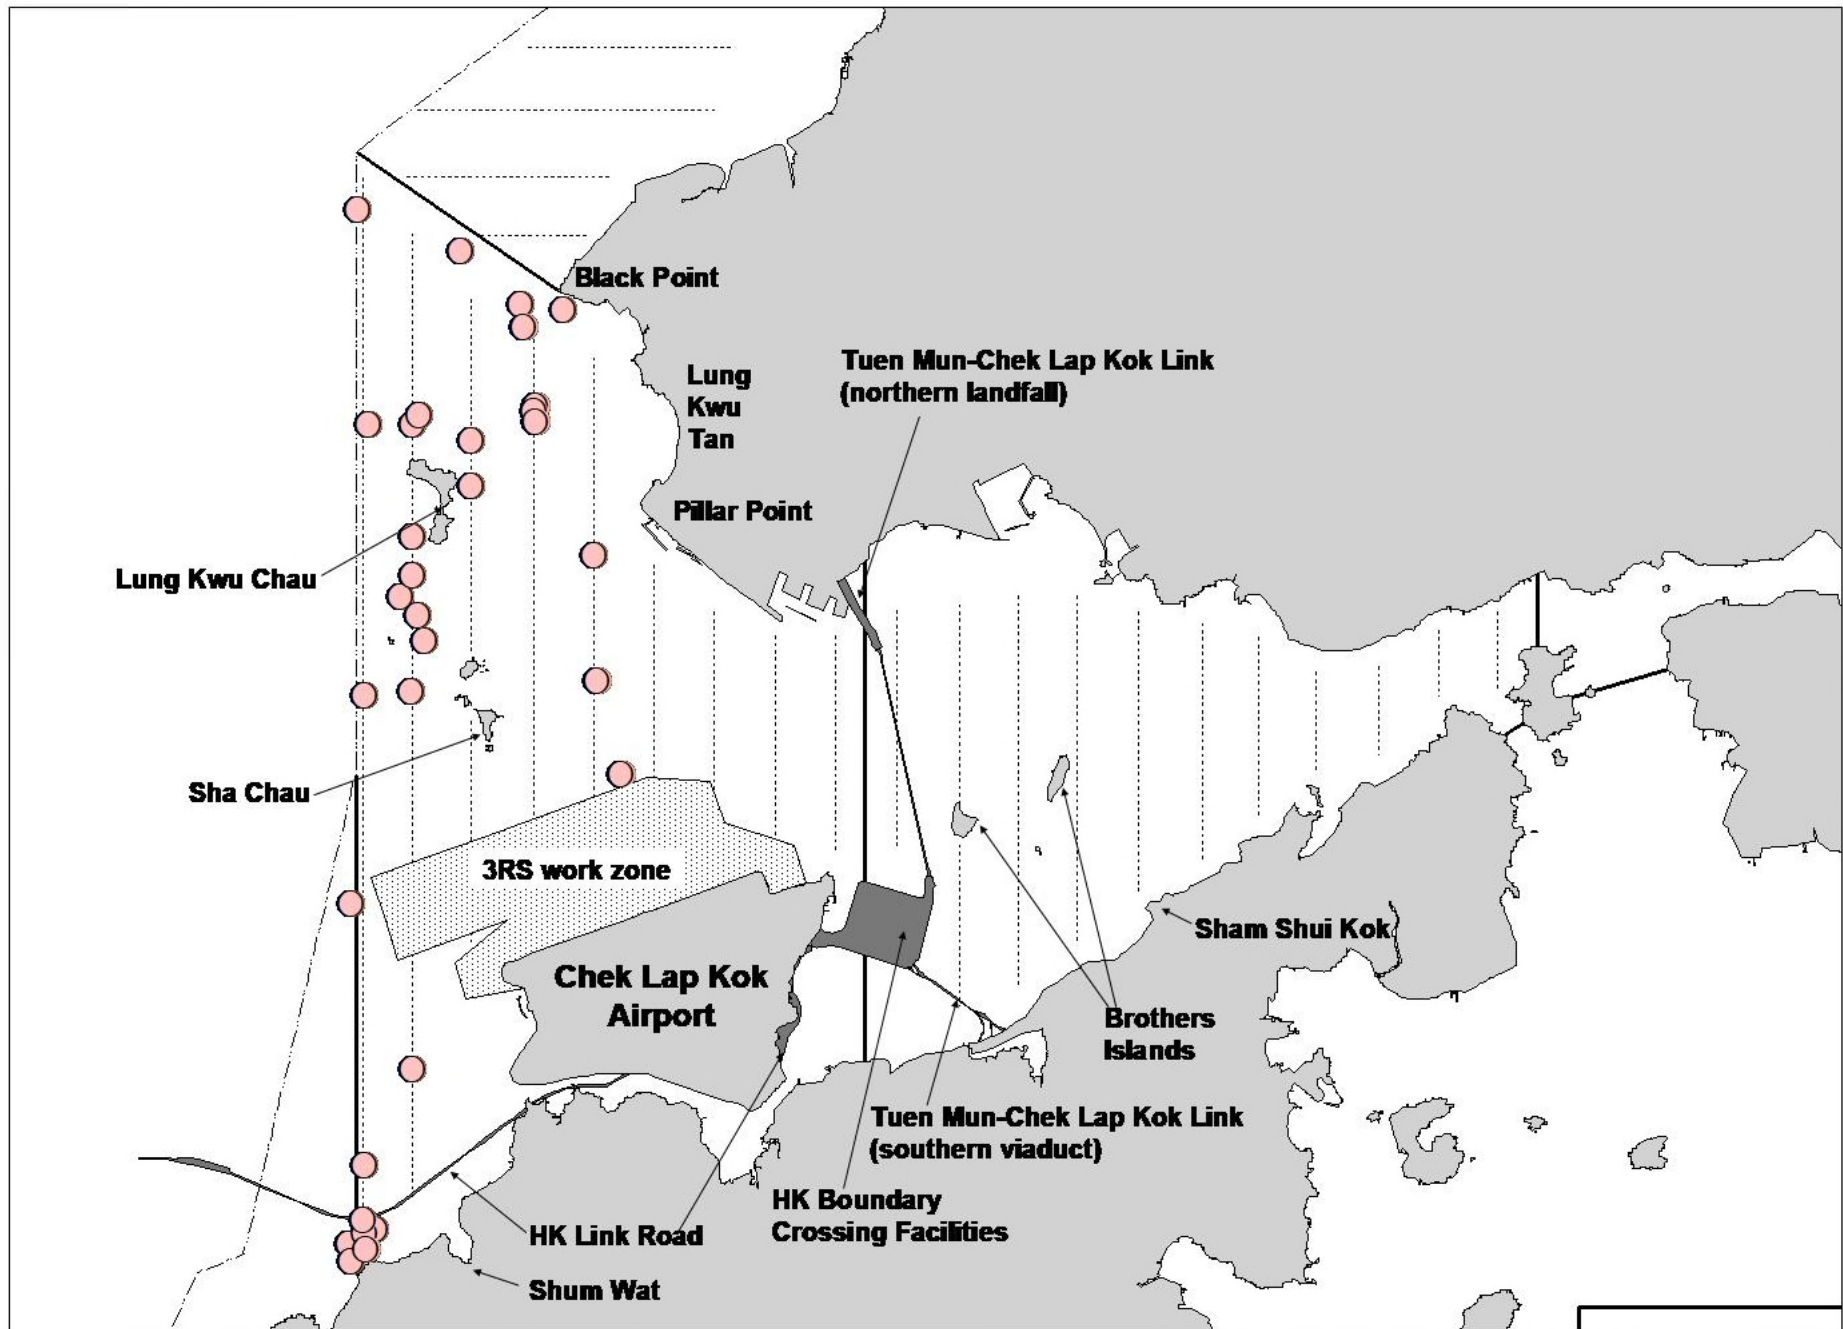 Black Point
Tuen Mun-Chek Lap Kok Link
(northern landfall)
Lung
Kwu
Tan
Pillar Point
Lung Kwu Chau
Sha Chau
3RS work zone
Sham Shui Kok
Chek Lap Kok
Airport
Brothers
Islands
Tuen Mun-Chek Lap Kok Link
(southern viaduct)
HK Boundary
Crossing Facilities
HK Link Road
Shum Wat